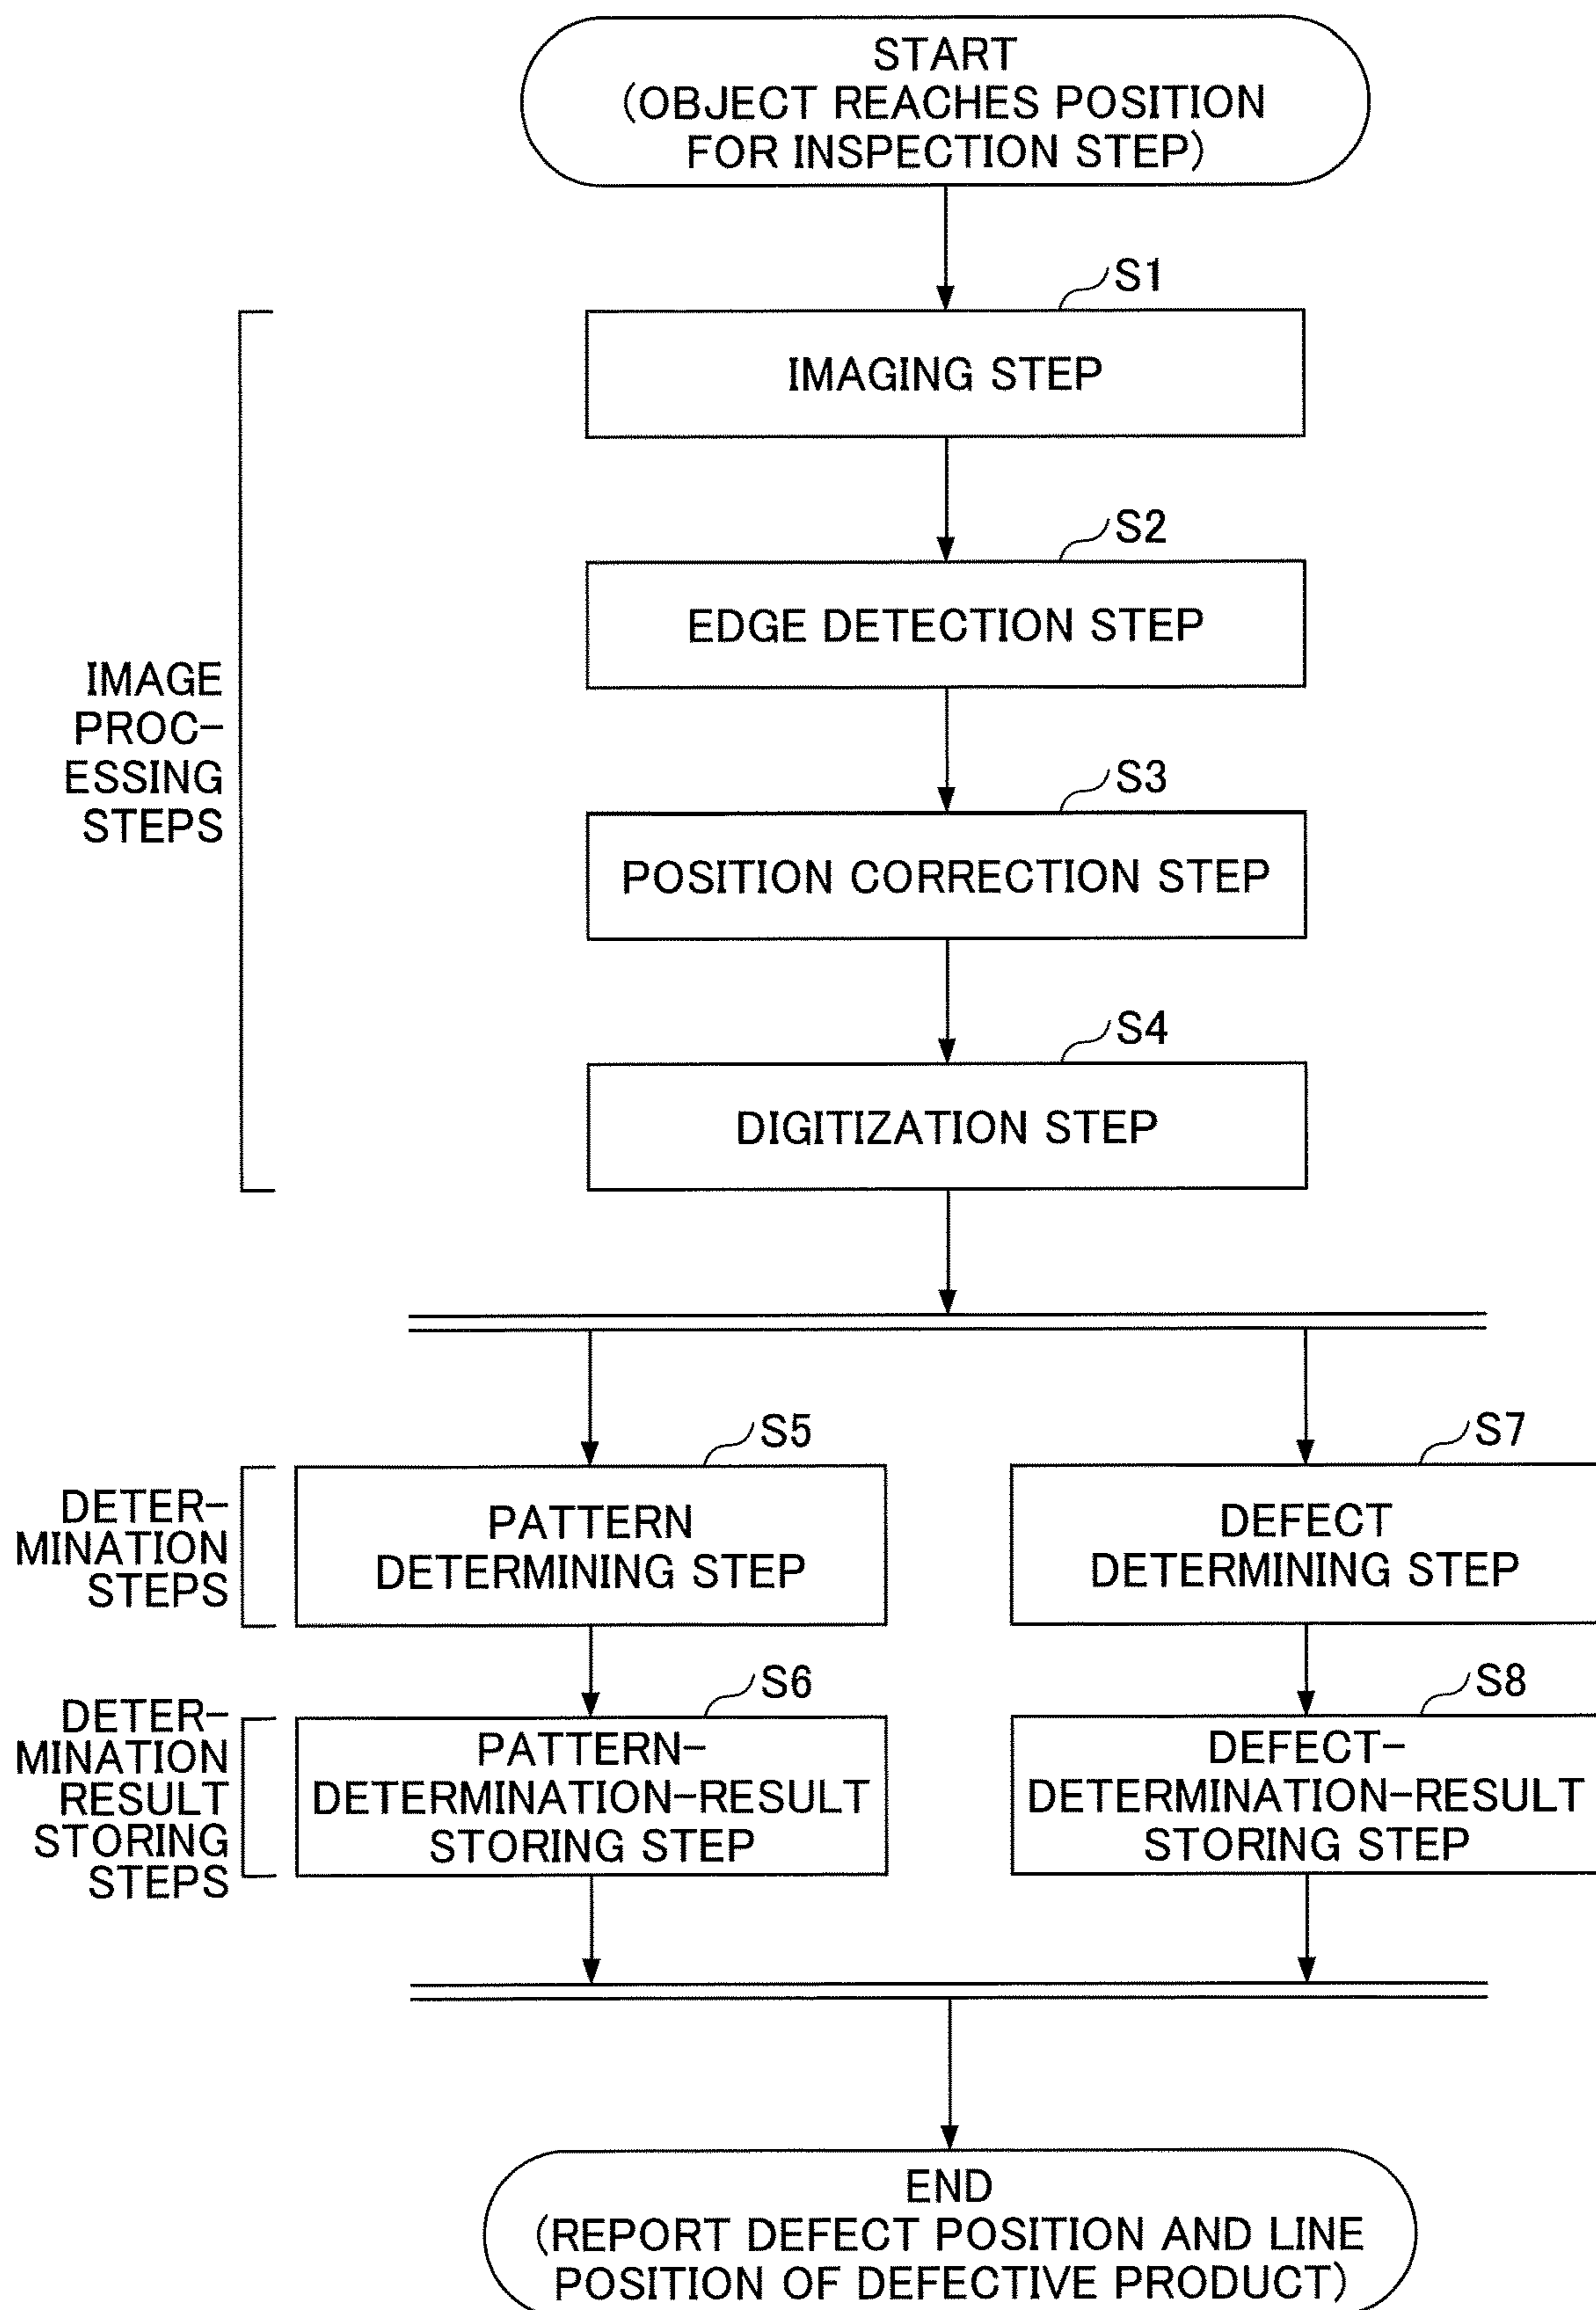 START
(OBJECT REACHES POSITION
FOR INSPECTION STEP)
S1
IMAGING STEP
S2
EDGE DETECTION STEP
IMAGE
PROC-
ESSING
STEPS
S3
POSITION CORRECTION STEP
S4
DIGITIZATION STEP
DETER-
MINATION
STEPS
S5
PATTERN
DETERMINING STEP
S7
DEFECT
DETERMINING STEP
DETER-
MINATION
RESULT
STORING
STEPS
S6
PATTERN-
DETERMINATION-RESULT
STORING STEP
S8
DEFECT-
DETERMINATION-RESULT
STORING STEP
END
(REPORT DEFECT POSITION AND LINE
POSITION OF DEFECTIVE PRODUCT)